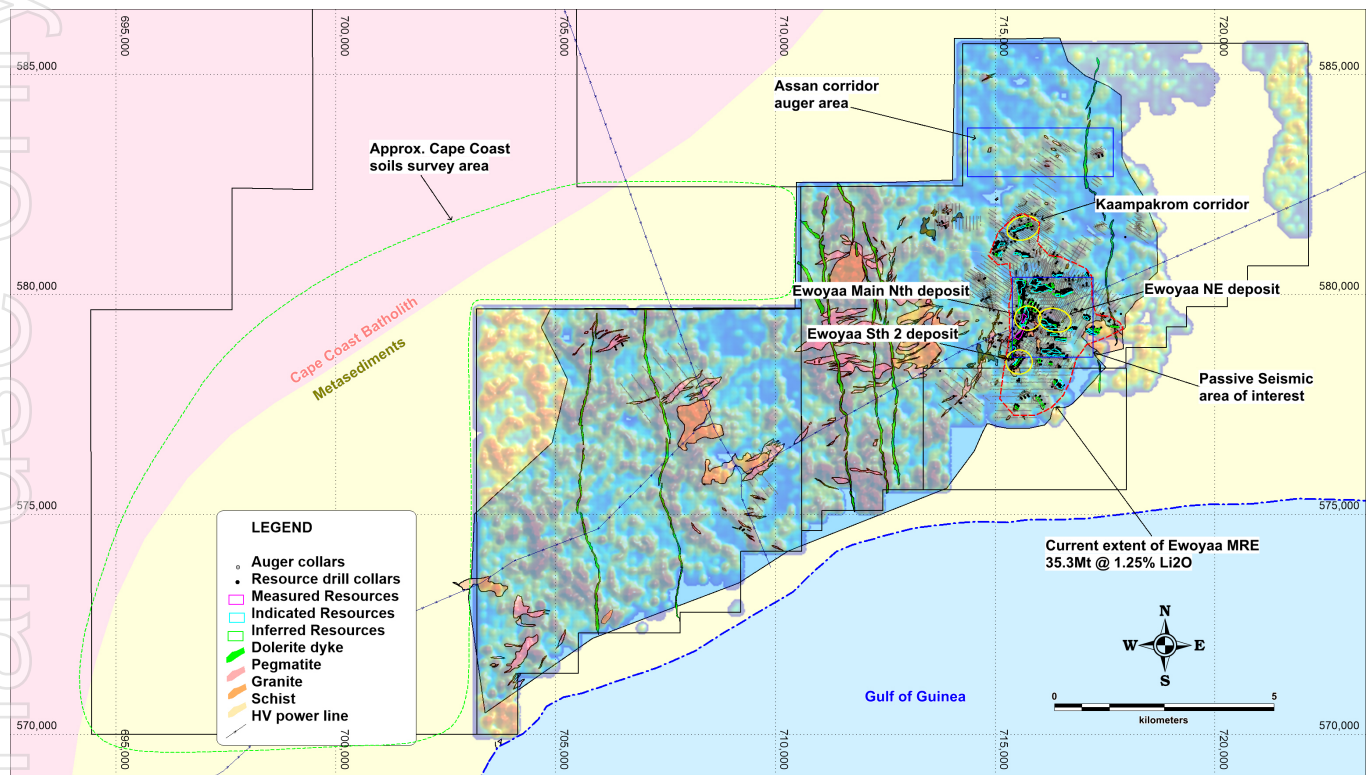 695,000
700,000
705,000
710,000
715,000
720,000
585,000
585,000
Assan corridor
auger area
Approx. Cape Coast
soils survey area
Kaampakrom corridor
580,000
580,000
Ewoyaa Main Nth deposit
Ewoyaa NE deposit
Ewoyaa Sth 2 deposit
Cape Coast Batholith
Metasediments
Passive Seismic
area of interest
575,000
575,000
LEGEND
Auger collars
Resource drill collars
Measured Resources
Indicated Resources
Inferred Resources
Dolerite dyke
Pegmatite
Granite
Schist
HV power line
Current extent of Ewoyaa MRE
35.3Mt @ 1.25% Li2O
N
W
E
S
Gulf of Guinea
0
5
kilometers
570,000
570,000
695,000
700,000
705,000
710,000
715,000
720,000